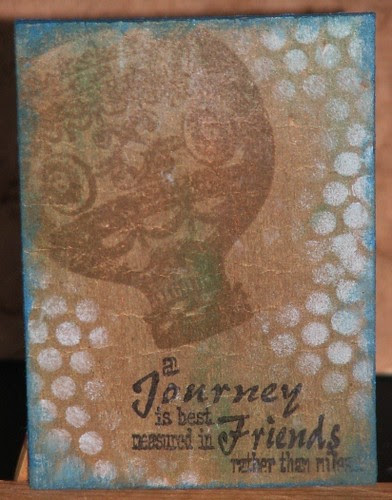 a
Journey
is best
measured in Friends
rather than miles...